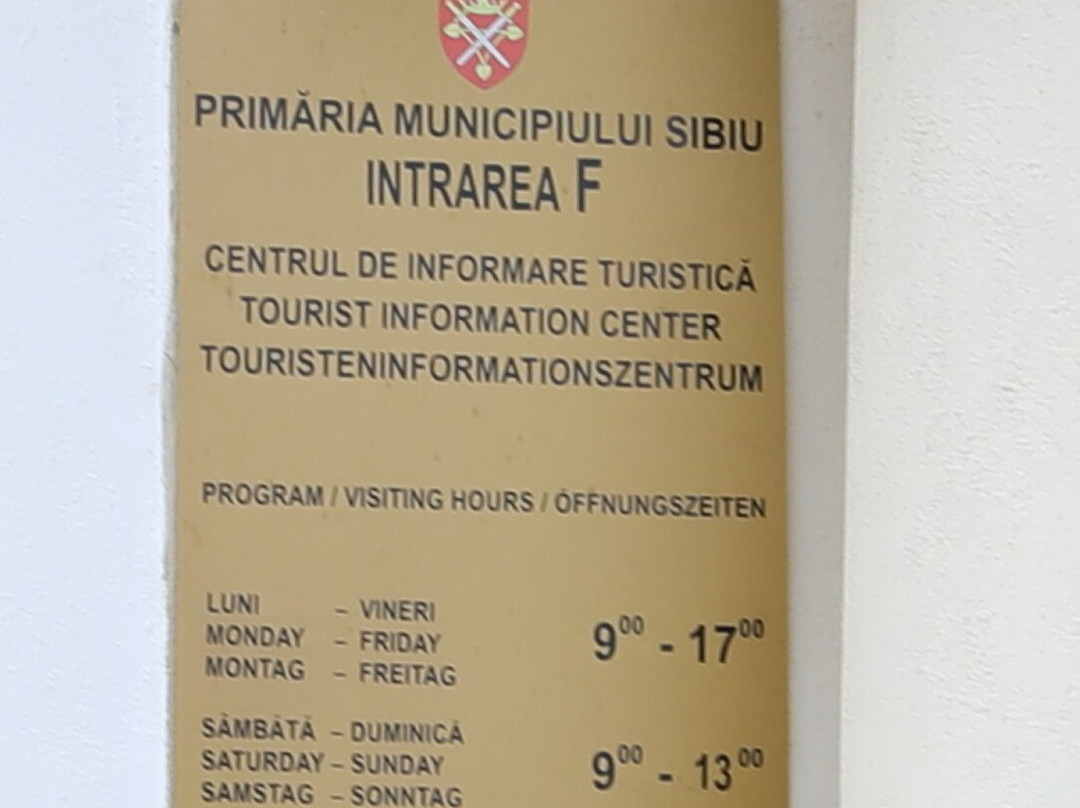 PRIMĂRIA MUNICIPIULUI SIBIU
INTRAREA F
CENTRUL DE INFORMARE TURISTICĂ
TOURIST INFORMATION CENTER
TOURISTENINFORMATIONSZENTRUM
PROGRAM / VISITING HOURS / ÖFFNUNGSZEITEN
LUNI – VINERI
MONDAY – FRIDAY
MONTAG – FREITAG
9⁰⁰ - 17⁰⁰
SÂMBĂTĂ – DUMINICĂ
SATURDAY – SUNDAY
SAMSTAG – SONNTAG
9⁰⁰ - 13⁰⁰